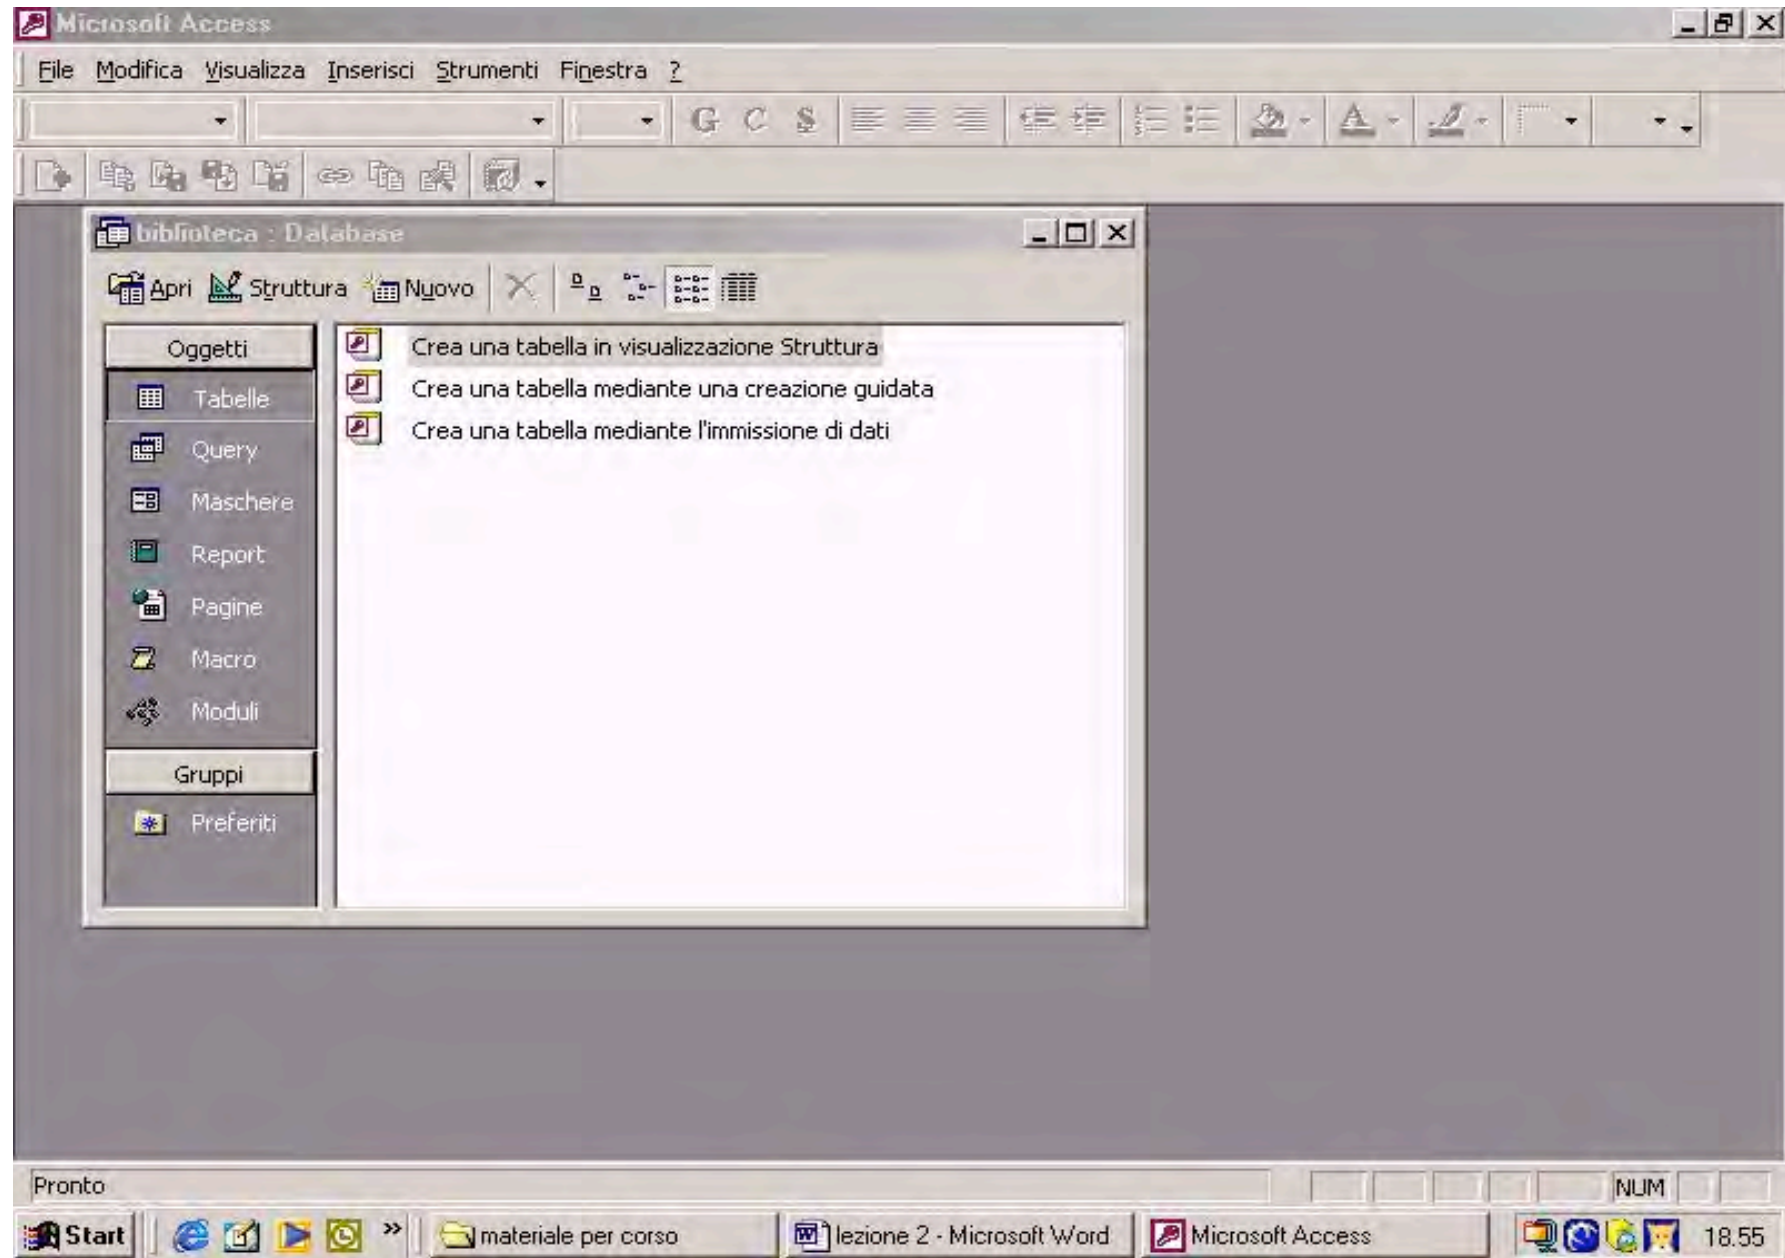 Microsoft Access
File Modifica Visualizza Inserisci Strumenti Finestra ?
G C S A
biblioteca : Database
Apri Struttura Nuovo
Oggetti
Tabelle
Query
Maschere
Report
Pagine
Macro
Moduli
Gruppi
Preferiti
Crea una tabella in visualizzazione Struttura
Crea una tabella mediante una creazione guidata
Crea una tabella mediante l'immissione di dati
Pronto NUM
Start » materiale per corso lezione 2 - Microsoft Word Microsoft Access 18.55